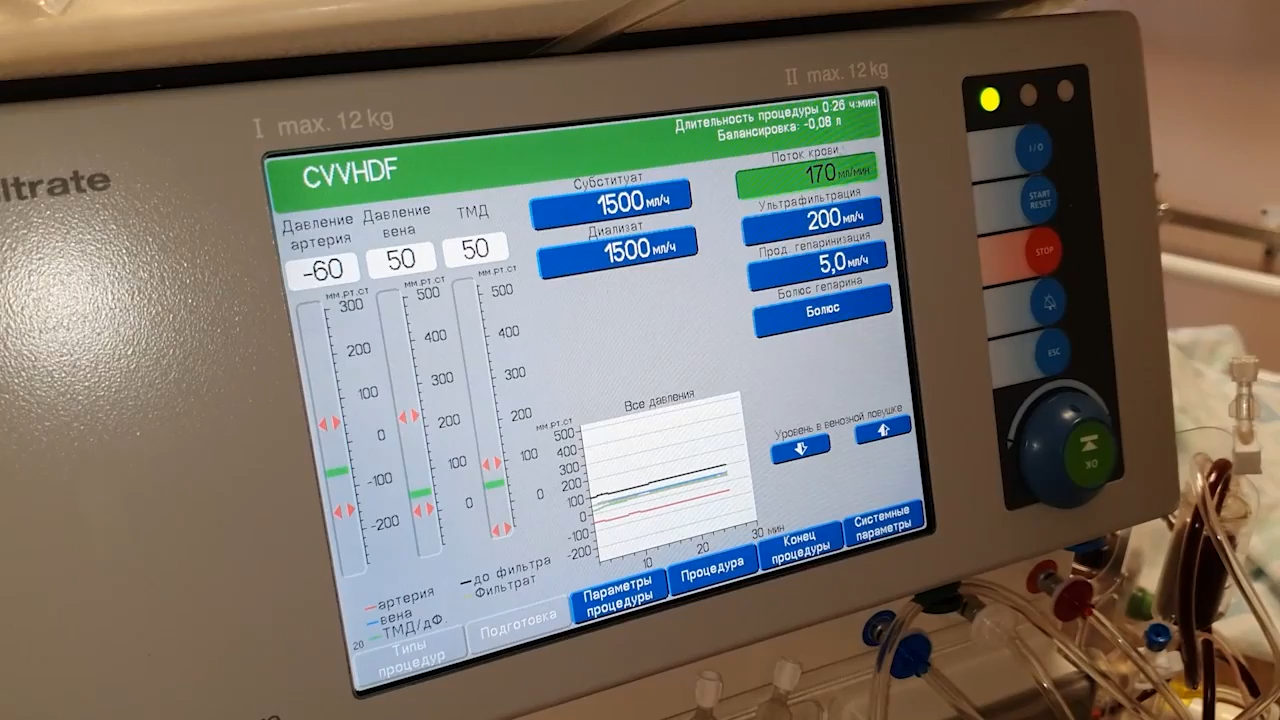 I max. 12 kg
II max. 12 kg
ltrate
CVVHDF
Длительность процедуры 0:26 ч:мин
Балансировка: -0,08 л
Давление артерия
-60
Давление вена
50
ТМД
50
мм.рт.ст
300
200
100
0
-100
-200
мм.рт.ст
500
400
300
200
100
0
мм.рт.ст
500
400
300
200
100
0
Субституат
1500 мл/ч
Диализат
1500 мл/ч
Поток крови
170 мл/мин
Ультрафильтрация
200 мл/ч
Прод. гепаринизация
5,0 мл/ч
Болюс гепарина
Болюс
Все давления
мм.рт.ст
500
400
300
200
100
0
-100
-200
10
20
30 мин
Уровень в венозной ловушке
артерия
вена
ТМД/дФ.
до фильтра
Фильтрат
20
Типы процедур
Подготовка
Параметры процедуры
Процедура
Конец процедуры
Системные параметры
I / O
START RESET
STOP
ESC
OK